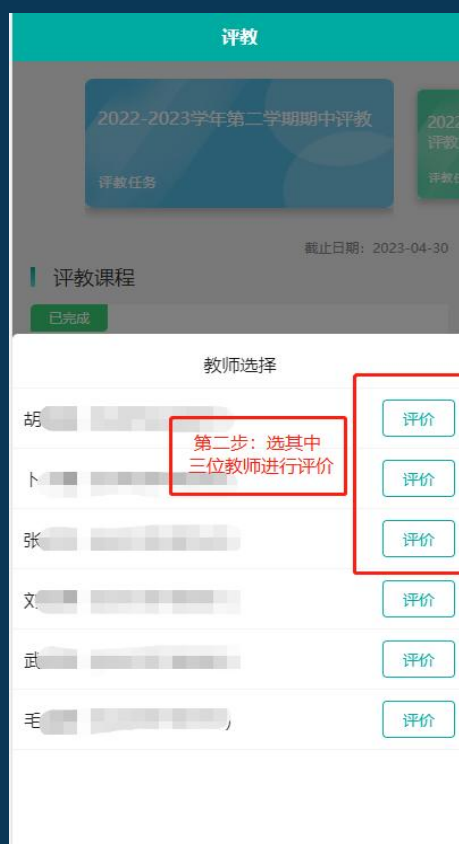 评教
2022-2023学年第二学期期中评教
2022
评教
评教任务
评教任
截止日期：2023-04-30
评教课程
已完成
教师选择
胡
评价
第二步：选其中
三位教师进行评价
卜
评价
张
评价
刘
评价
武
评价
毛
）
评价